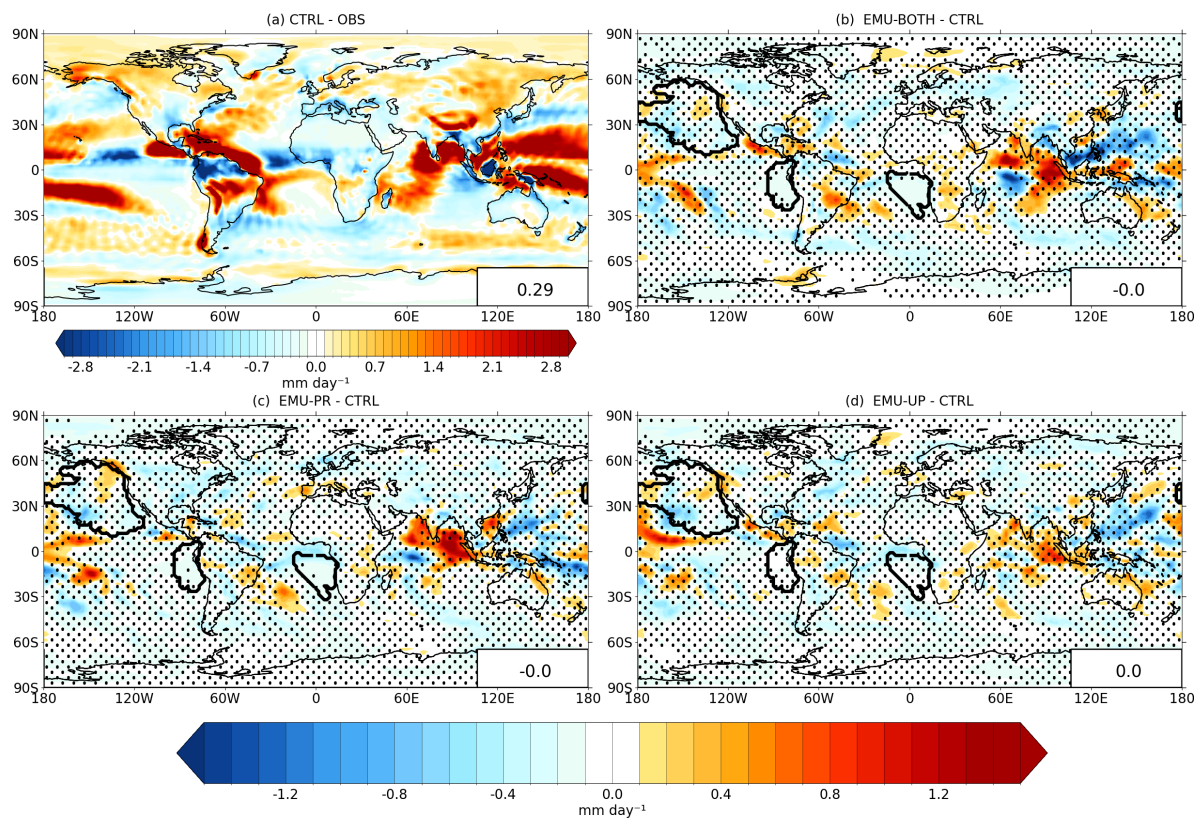 (a) CTRL - OBS
(b) EMU-BOTH - CTRL
90N
60N
30N
0
30S
60S
90S
180
120W
60W
0
60E
120E
180
0.29
90N
60N
30N
0
30S
60S
90S
180
120W
60W
0
60E
120E
180
-0.0
-2.8
-2.1
-1.4
-0.7
0.0
0.7
1.4
2.1
2.8
mm day⁻¹
(c) EMU-PR - CTRL
(d) EMU-UP - CTRL
90N
60N
30N
0
30S
60S
90S
180
120W
60W
0
60E
120E
180
-0.0
90N
60N
30N
0
30S
60S
90S
180
120W
60W
0
60E
120E
180
0.0
-1.2
-0.8
-0.4
0.0
0.4
0.8
1.2
mm day⁻¹